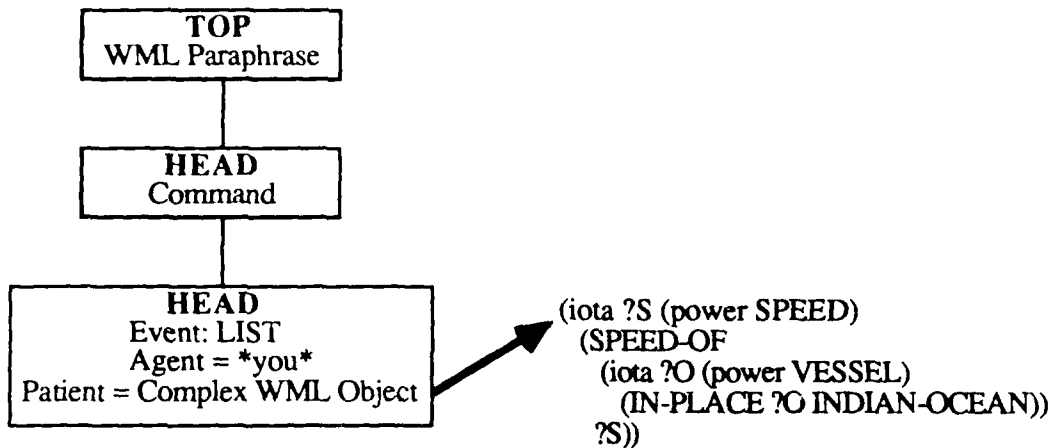 TOP
WML Paraphrase
HEAD
Command
HEAD
Event: LIST
Agent = *you*
Patient = Complex WML Object
(iota ?S (power SPEED)
(SPEED-OF
(iota ?O (power VESSEL)
(IN-PLACE ?O INDIAN-OCEAN))
?S))